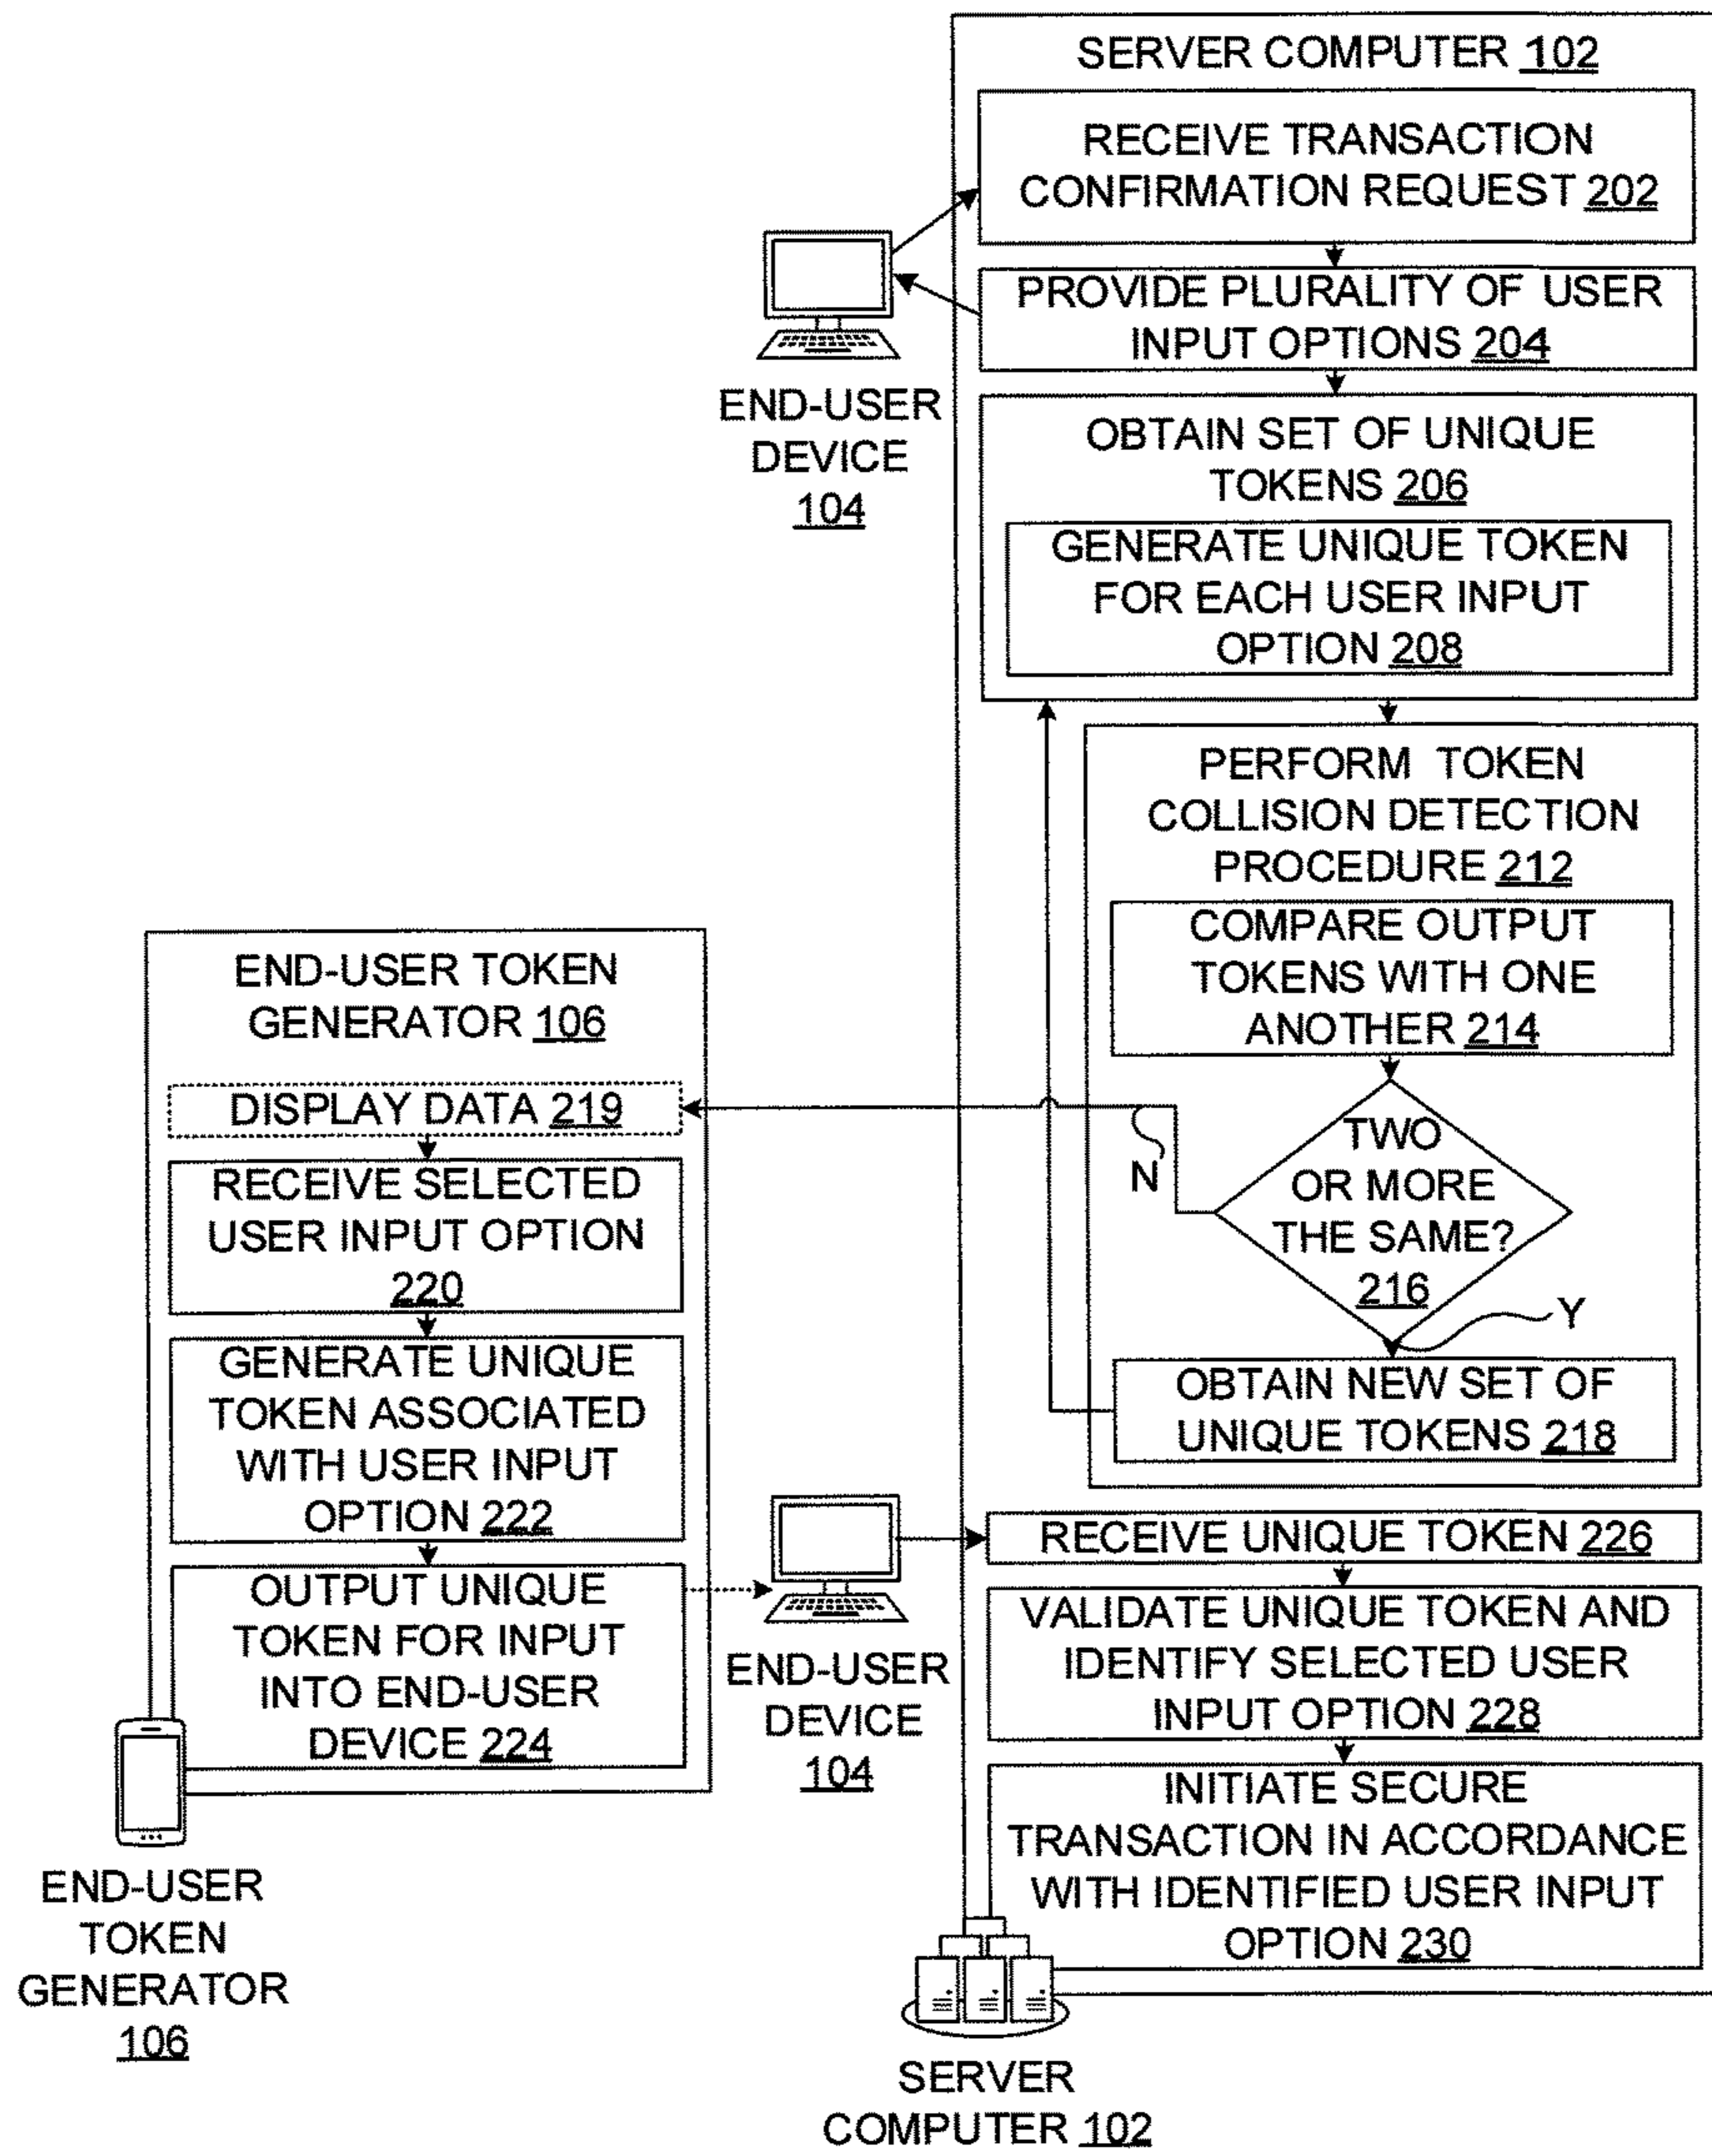 SERVER COMPUTER 102
RECEIVE TRANSACTION
CONFIRMATION REQUEST 202
PROVIDE PLURALITY OF USER
INPUT OPTIONS 204
END-USER
DEVICE
104
OBTAIN SET OF UNIQUE
TOKENS 206
GENERATE UNIQUE TOKEN
FOR EACH USER INPUT
OPTION 208
PERFORM TOKEN
COLLISION DETECTION
PROCEDURE 212
COMPARE OUTPUT
TOKENS WITH ONE
ANOTHER 214
TWO
OR MORE
THE SAME?
216
N
Y
OBTAIN NEW SET OF
UNIQUE TOKENS 218
END-USER TOKEN
GENERATOR 106
DISPLAY DATA 219
RECEIVE SELECTED
USER INPUT OPTION
220
GENERATE UNIQUE
TOKEN ASSOCIATED
WITH USER INPUT
OPTION 222
OUTPUT UNIQUE
TOKEN FOR INPUT
INTO END-USER
DEVICE 224
END-USER
TOKEN
GENERATOR
106
END-USER
DEVICE
104
RECEIVE UNIQUE TOKEN 226
VALIDATE UNIQUE TOKEN AND
IDENTIFY SELECTED USER
INPUT OPTION 228
INITIATE SECURE
TRANSACTION IN ACCORDANCE
WITH IDENTIFIED USER INPUT
OPTION 230
SERVER
COMPUTER 102